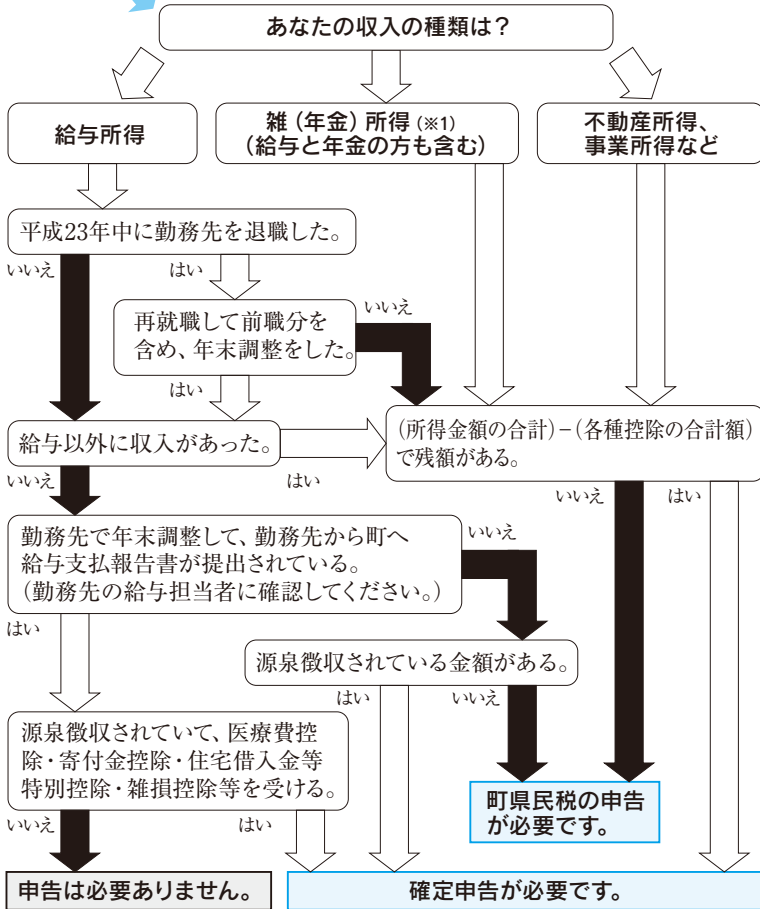 あなたの収入の種類は？
給与所得
雑（年金）所得（※1）
（給与と年金の方も含む）
不動産所得、
事業所得など
平成23年中に勤務先を退職した。
いいえ
はい
再就職して前職分を
含め、年末調整をした。
いいえ
はい
給与以外に収入があった。
（所得金額の合計）−（各種控除の合計額）
で残額がある。
いいえ
はい
いいえ
はい
勤務先で年末調整して、勤務先から町へ
給与支払報告書が提出されている。
（勤務先の給与担当者に確認してください。）
いいえ
はい
源泉徴収されている金額がある。
はい
いいえ
源泉徴収されていて、医療費控
除・寄付金控除・住宅借入金等
特別控除・雑損控除等を受ける。
町県民税の申告
が必要です。
いいえ
はい
申告は必要ありません。
確定申告が必要です。